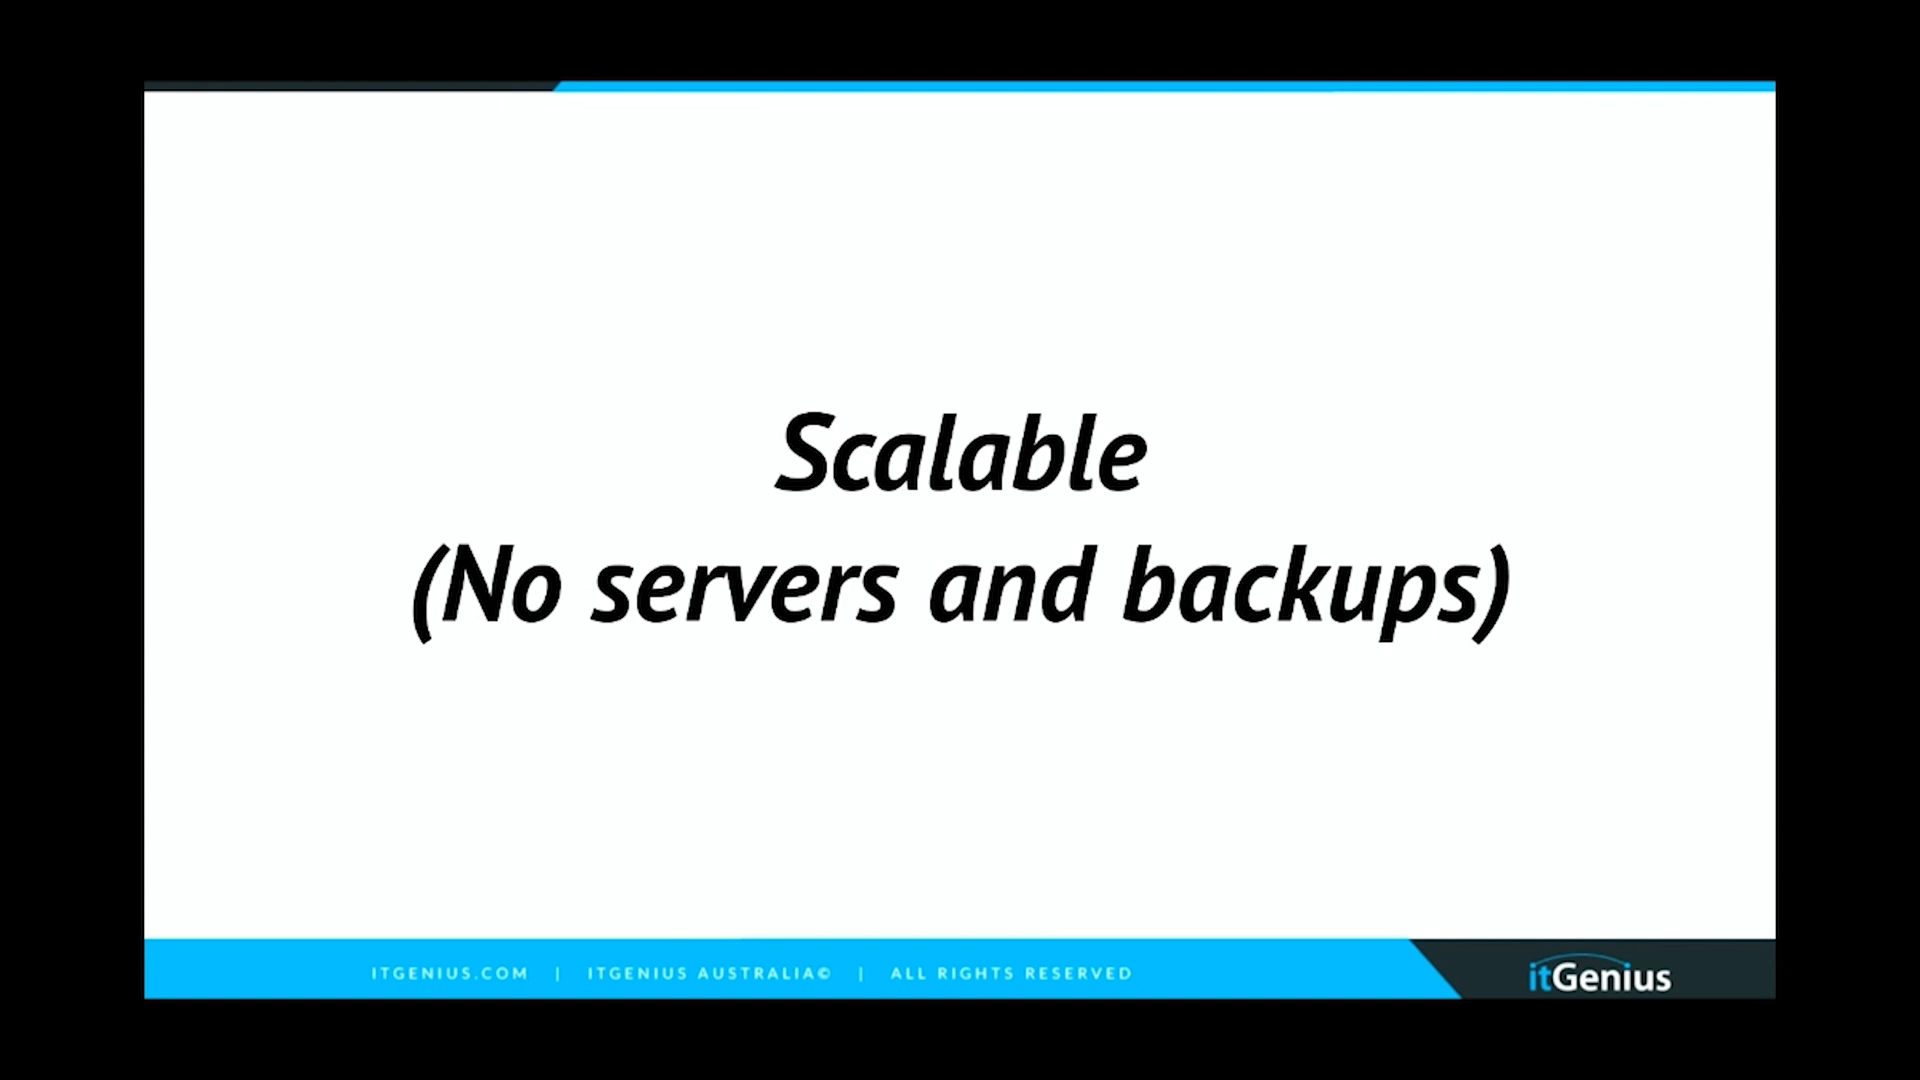 Scalable
(No servers and backups)
ITGENIUS.COM | ITGENIUS AUSTRALIA© | ALL RIGHTS RESERVED
itGenius